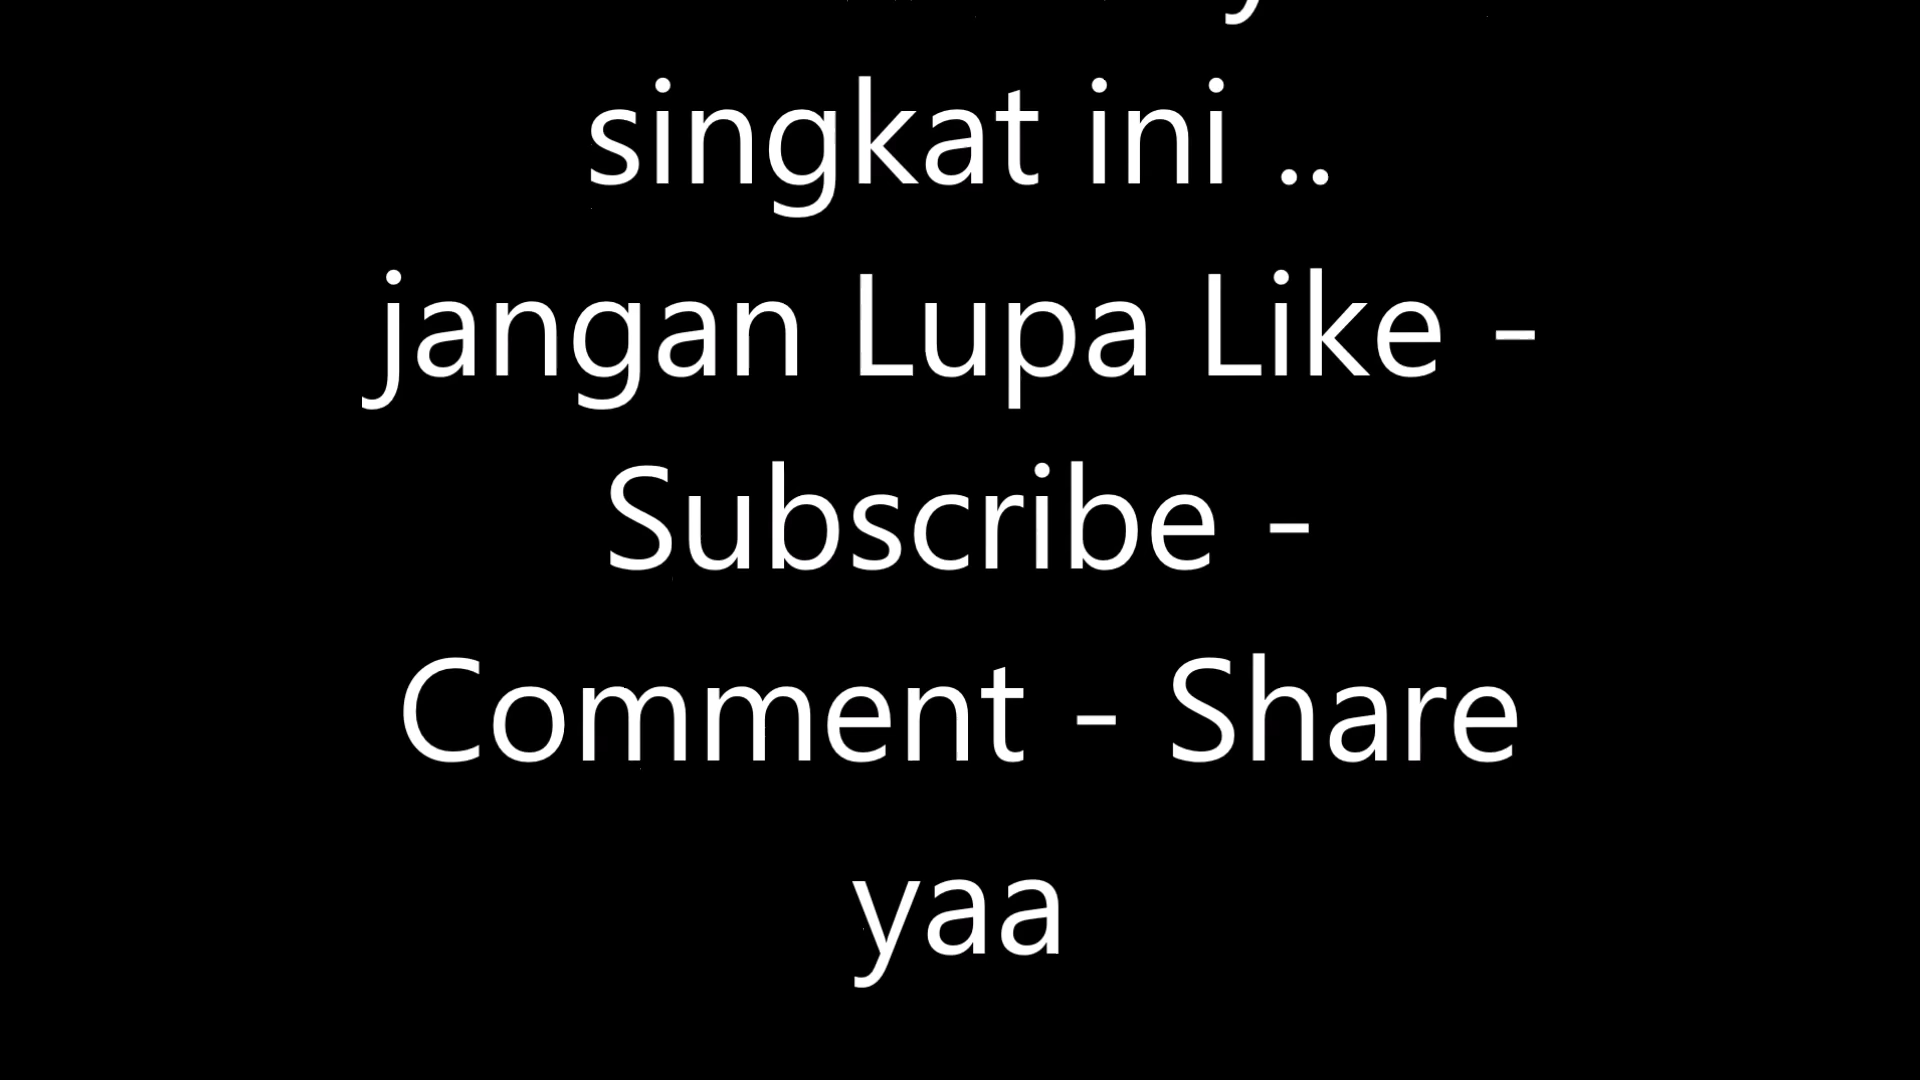 singkat ini ..
jangan Lupa Like -
Subscribe -
Comment - Share
yaa